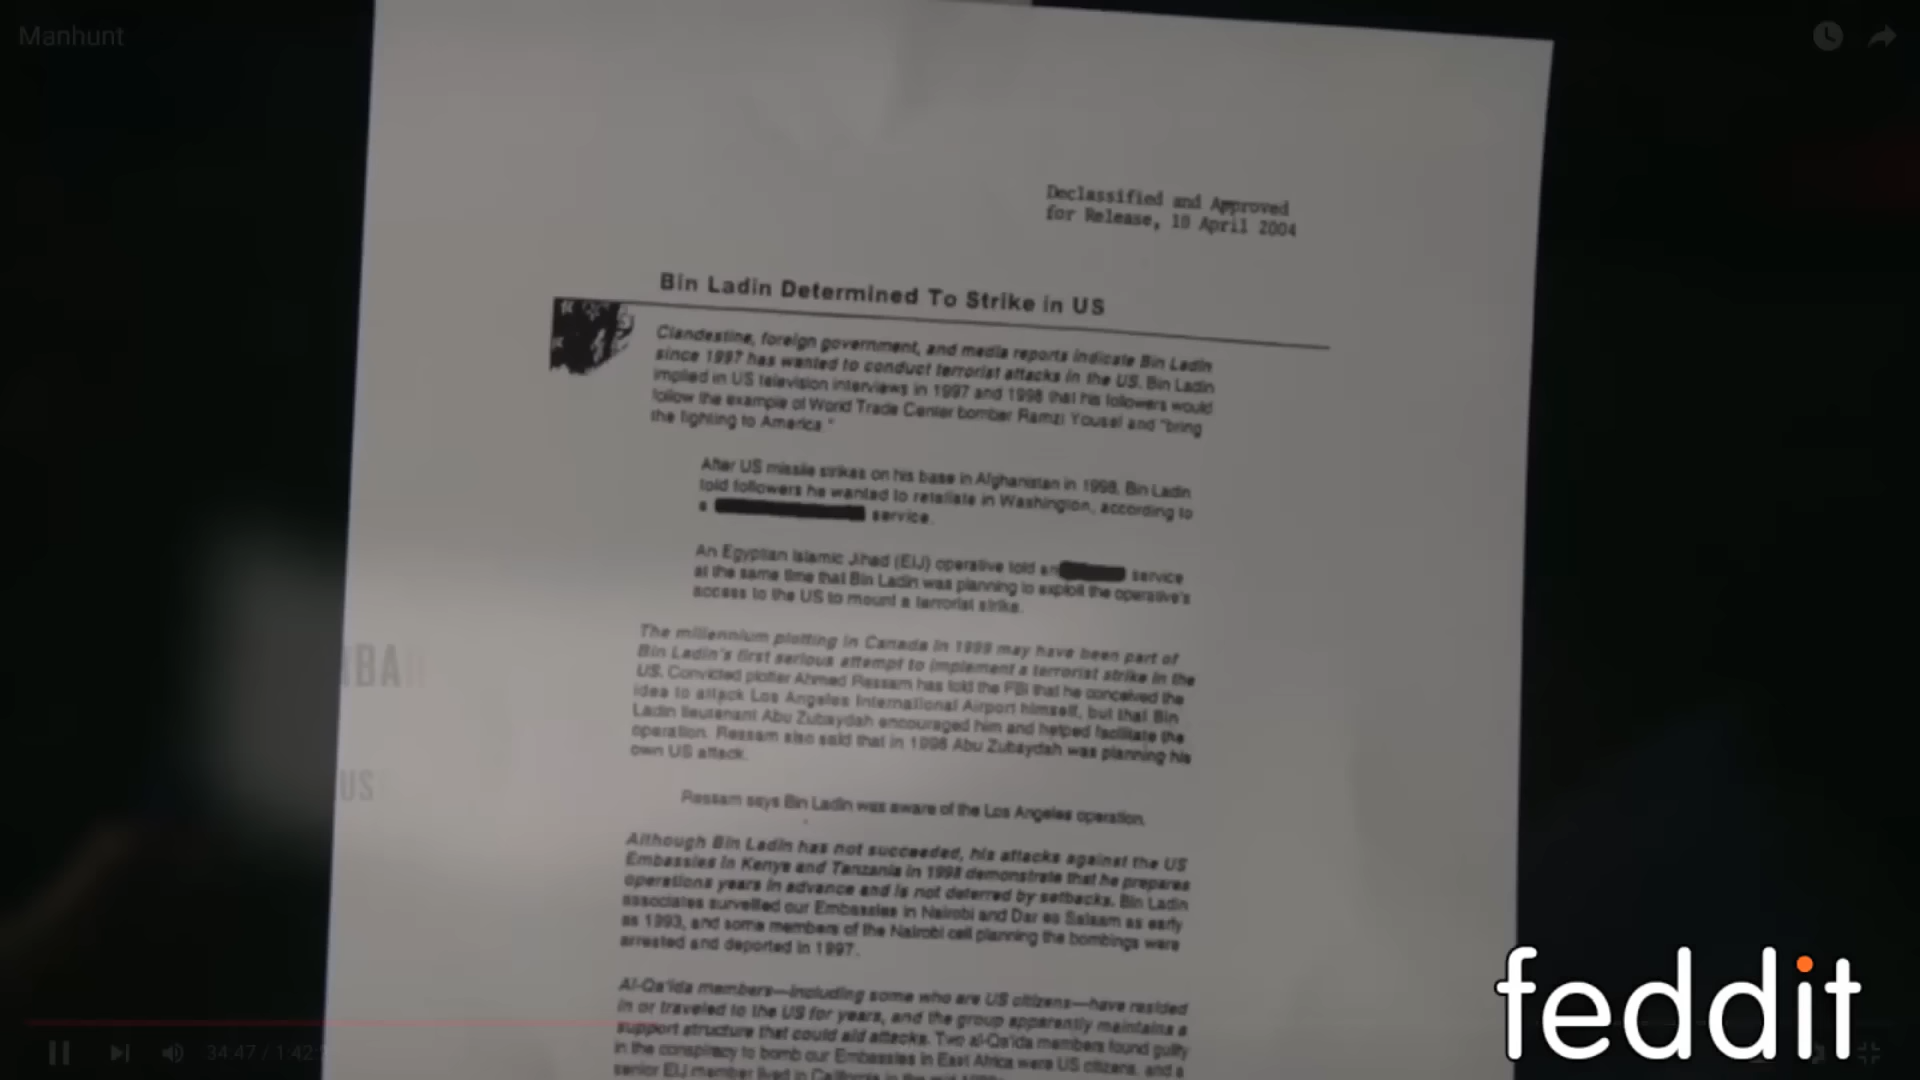 Manhunt
Declassified and Approved
for Release, 10 April 2004
Bin Ladin Determined To Strike in US
Clandestine, foreign government, and media reports indicate Bin Ladin
since 1997 has wanted to conduct terrorist attacks in the US. Bin Ladin
implied in US television interviews in 1997 and 1998 that his followers would
follow the example of World Trade Center bomber Ramzi Yousef and "bring
the fighting to America."
After US missile strikes on his base in Afghanistan in 1998, Bin Ladin
told followers he wanted to retaliate in Washington, according to
a service.
An Egyptian Islamic Jihad (EIJ) operative told an service
at the same time that Bin Ladin was planning to exploit the operative's
access to the US to mount a terrorist strike.
The millennium plotting in Canada in 1999 may have been part of
Bin Ladin's first serious attempt to implement a terrorist strike in the
US. Convicted plotter Ahmed Ressam has told the FBI that he conceived the
idea to attack Los Angeles International Airport himself, but that Bin
Ladin lieutenant Abu Zubaydah encouraged him and helped facilitate the
operation. Ressam also said that in 1998 Abu Zubaydah was planning his
own US attack.
Ressam says Bin Ladin was aware of the Los Angeles operation.
Although Bin Ladin has not succeeded, his attacks against the US
Embassies in Kenya and Tanzania in 1998 demonstrate that he prepares
operations years in advance and is not deterred by setbacks. Bin Ladin
associates surveilled our Embassies in Nairobi and Dar es Salaam as early
as 1993, and some members of the Nairobi cell planning the bombings were
arrested and deported in 1997.
Al-Qa'ida members—including some who are US citizens—have resided
in or traveled to the US for years, and the group apparently maintains a
support structure that could aid attacks. Two al-Qa'ida members found guilty
in the conspiracy to bomb our Embassies in East Africa were US citizens, and a
senior EIJ member lived in California in the
US
34:47 / 1:42:
feddit